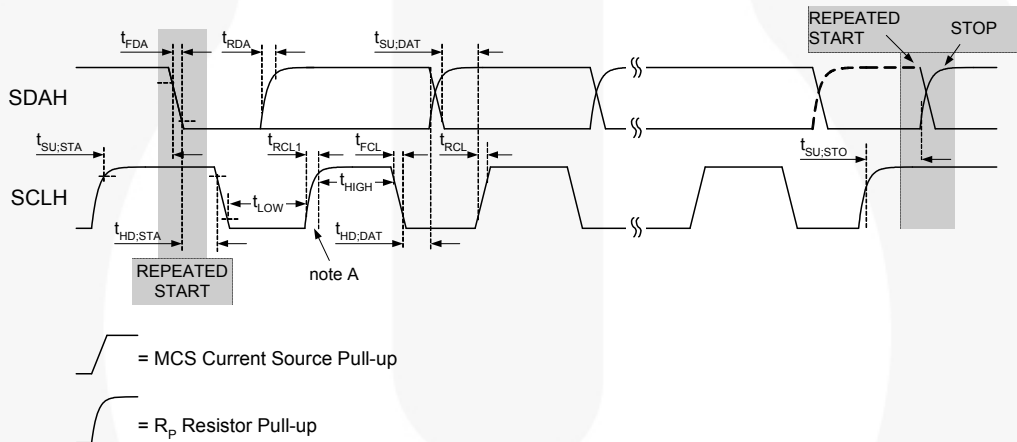 REPEATED
START
STOP
tFDA
tRDA
tSU;DAT
SDAH
tSU;STA
tRCL1
tFCL
tRCL
tSU;STO
SCLH
tHIGH
tLOW
tHD;STA
tHD;DAT
REPEATED
START
note A
= MCS Current Source Pull-up
= RP Resistor Pull-up